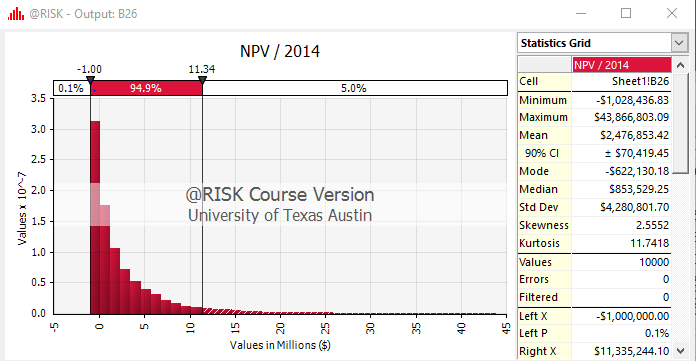 @RISK - Output: B26
NPV / 2014
-1.00 11.34
0.1% 94.9% 5.0%
3.5
3.0
2.5
2.0
1.5
1.0
0.5
0.0
Values x 10^-7
@RISK Course Version
University of Texas Austin
-5 0 5 10 15 20 25 30 35 40 45
Values in Millions ($)
Statistics Grid
NPV / 2014
Cell Sheet1!B26
Minimum -$1,028,436.83
Maximum $43,866,803.09
Mean $2,476,853.42
90% CI ± $70,419.45
Mode -$622,130.18
Median $853,529.25
Std Dev $4,280,801.70
Skewness 2.5552
Kurtosis 11.7418
Values 10000
Errors 0
Filtered 0
Left X -$1,000,000.00
Left P 0.1%
Right X $11,335,244.10